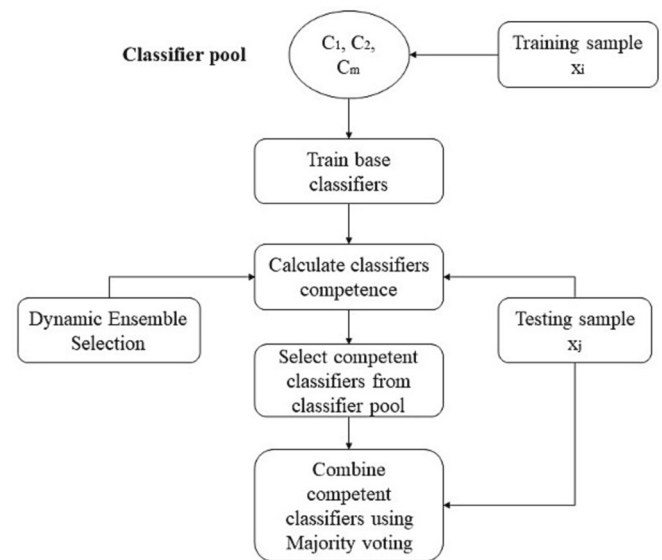 Classifier pool
C1, C2,
Cm
Training sample
xi
Train base
classifiers
Calculate classifiers
competence
Dynamic Ensemble
Selection
Testing sample
xj
Select competent
classifiers from
classifier pool
Combine
competent
classifiers using
Majority voting